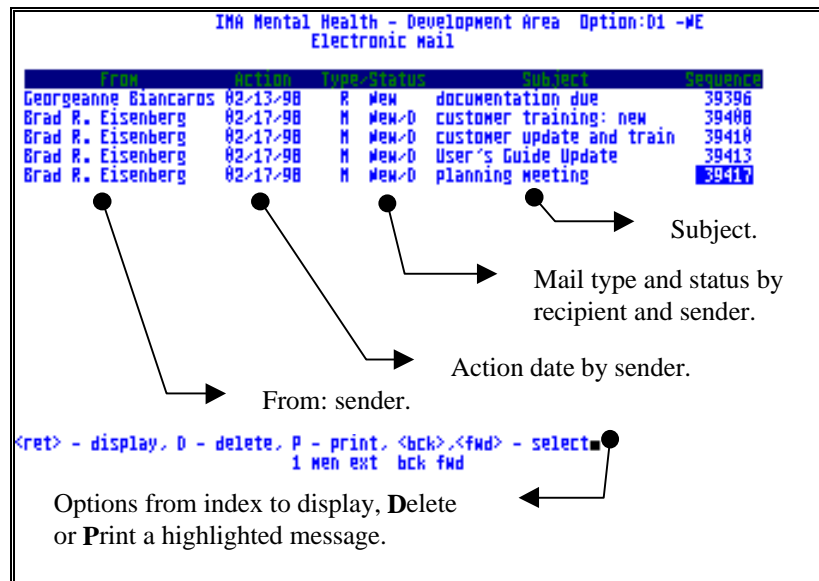 IMA Mental Health - Development Area Option:D1 -WE
Electronic Mail
From Action Type/Status Subject Sequence
Georgeanne Biancaros 02/13/98 R New documentation due 39396
Brad R. Eisenberg 02/17/98 M New/D customer training: new 39408
Brad R. Eisenberg 02/17/98 M New/D customer update and train 39410
Brad R. Eisenberg 02/17/98 M New/D User's Guide Update 39413
Brad R. Eisenberg 02/17/98 M New/D planning meeting 39417
Subject.
Mail type and status by
recipient and sender.
Action date by sender.
From: sender.
<ret> - display, D - delete, P - print, <bck>,<fwd> - select
1 men ext bck fwd
Options from index to display, Delete
or Print a highlighted message.